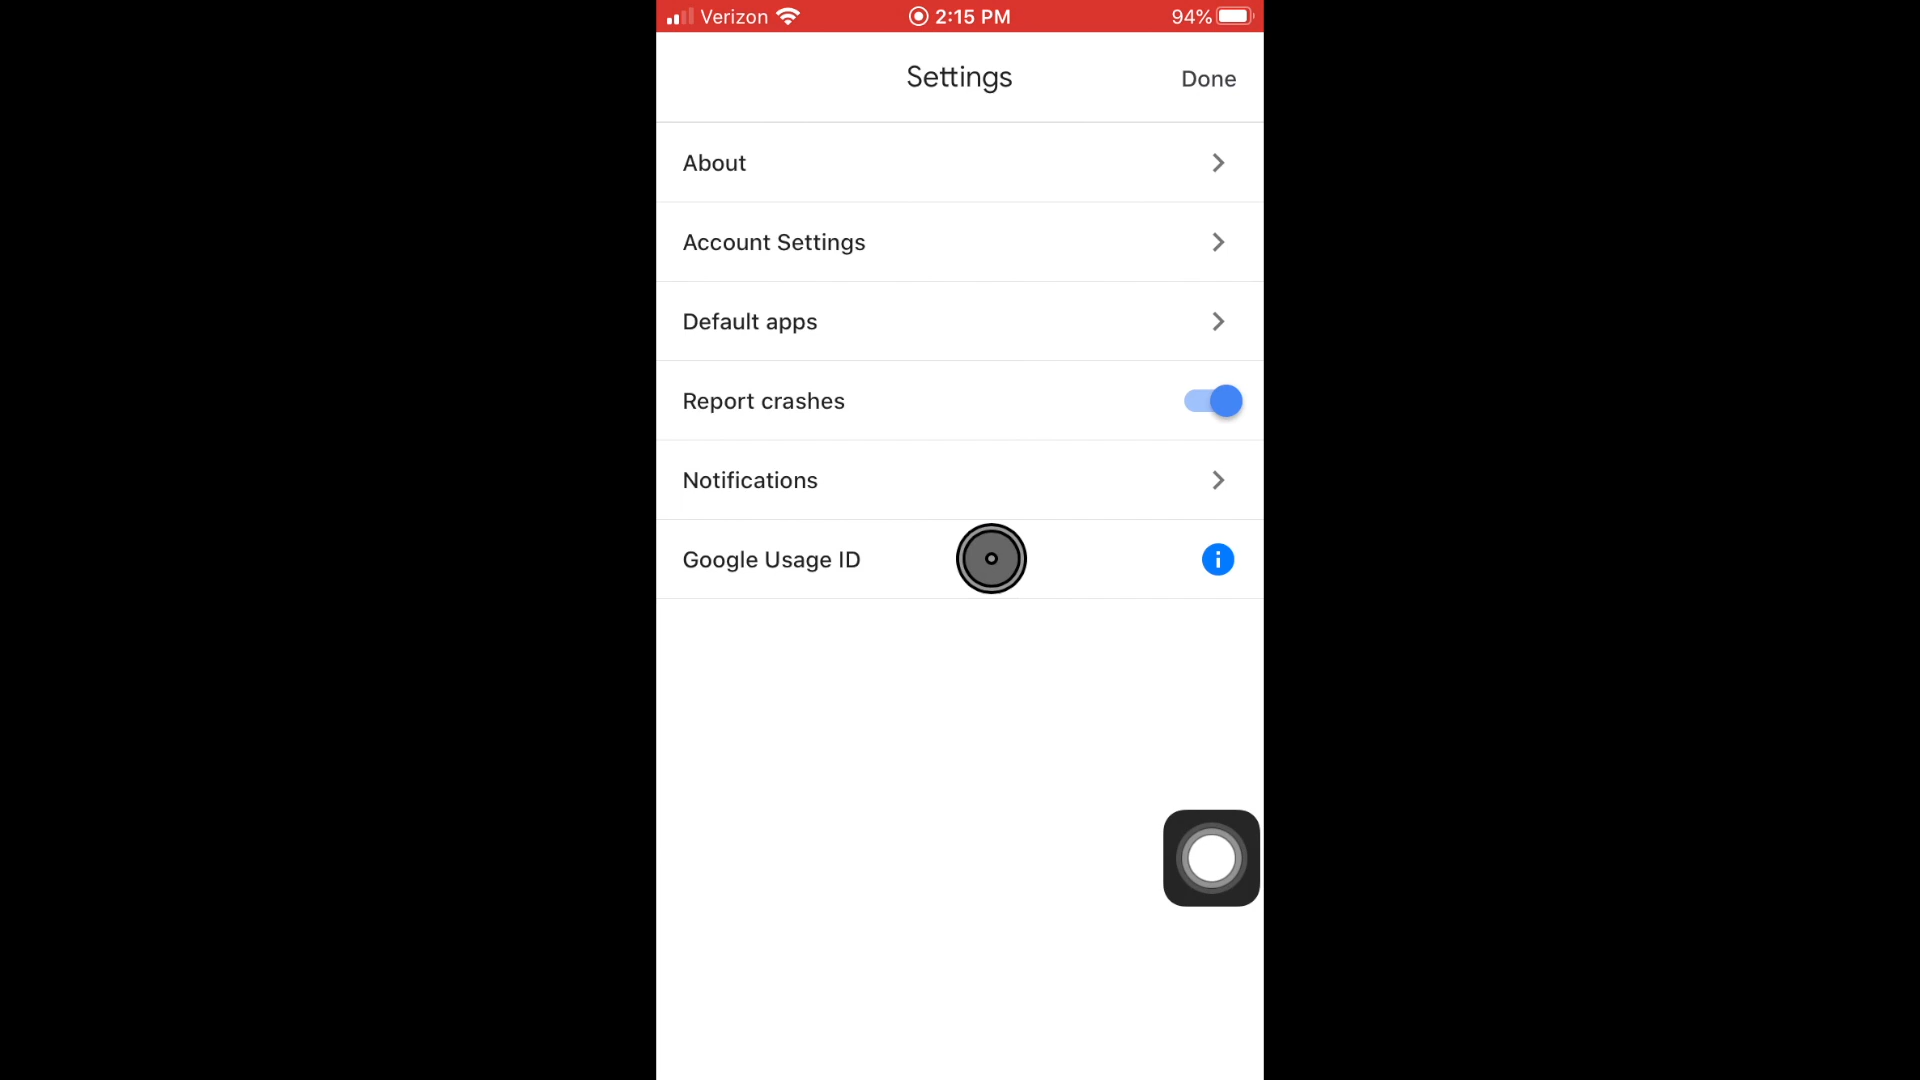 Verizon 2:15 PM 94%
Settings Done
About
Account Settings
Default apps
Report crashes
Notifications
Google Usage ID